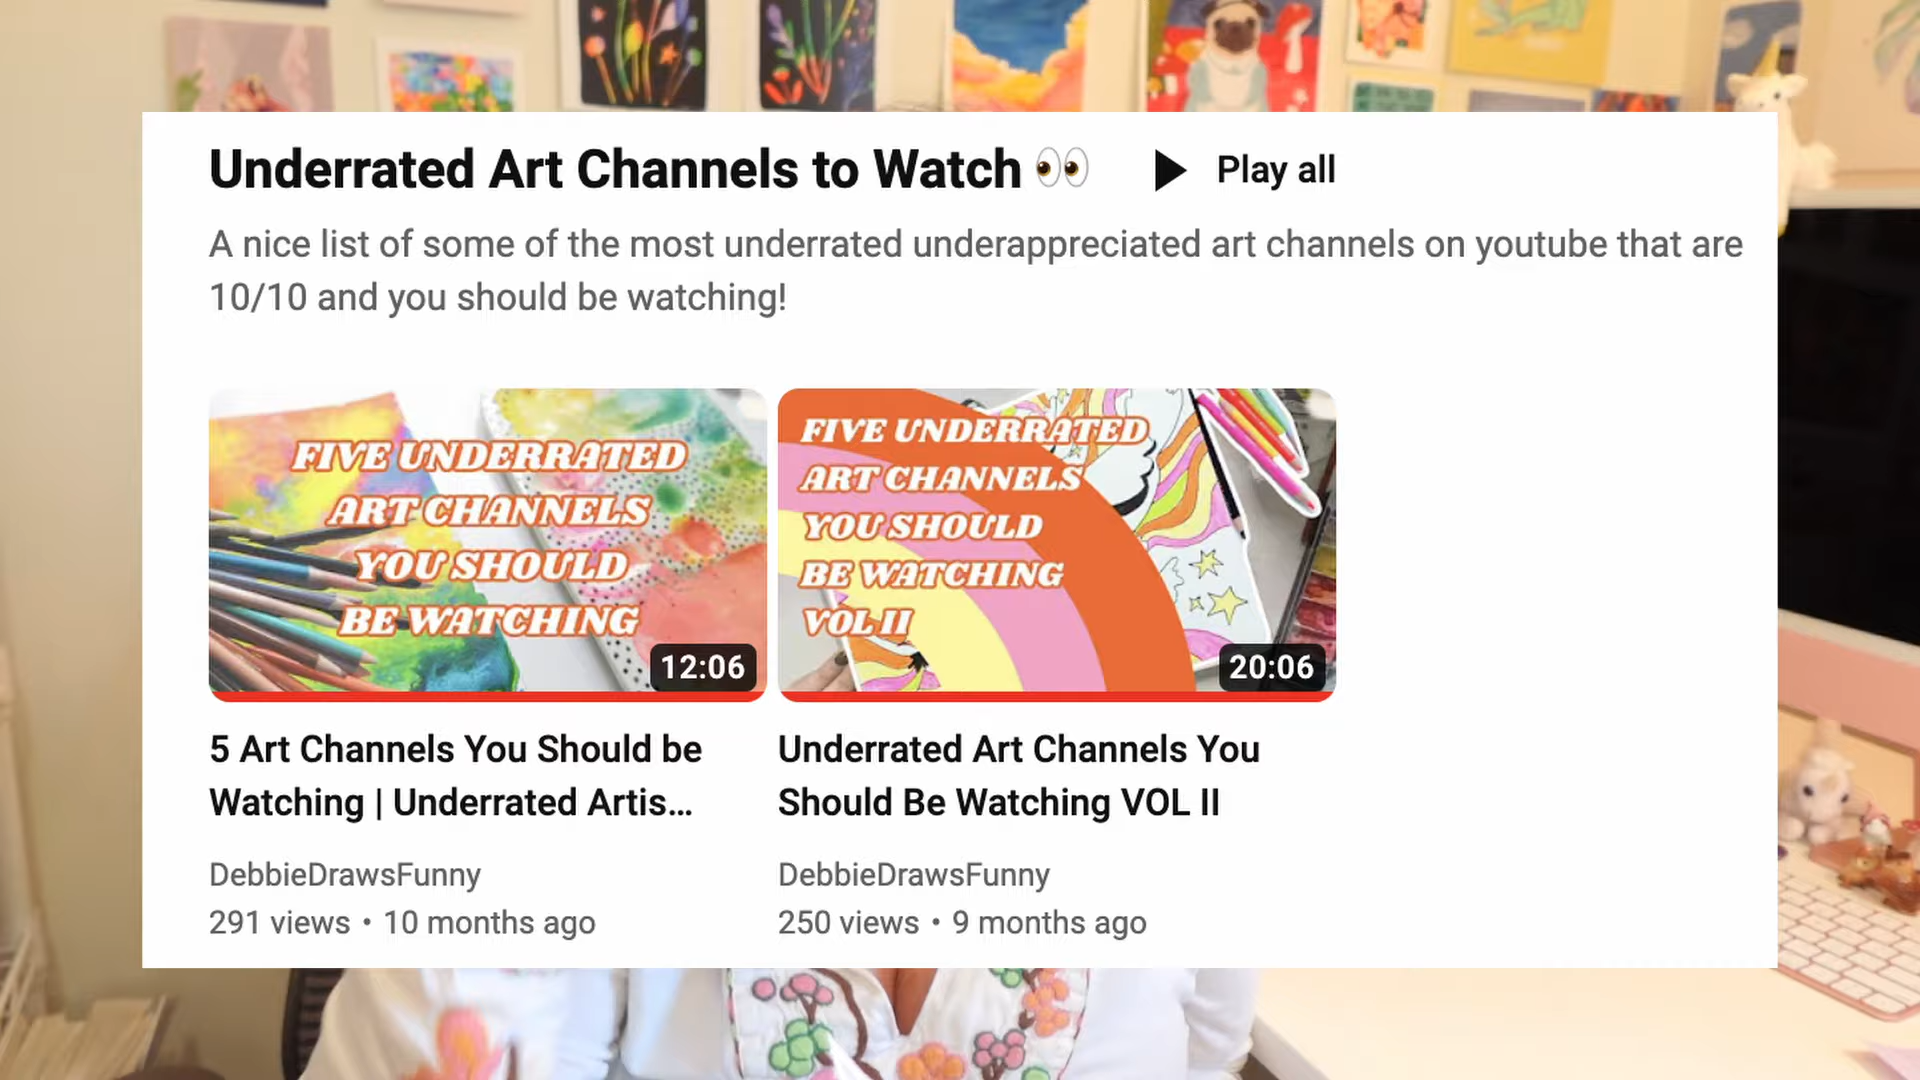 Underrated Art Channels to Watch 👀 Play all
A nice list of some of the most underrated underappreciated art channels on youtube that are
10/10 and you should be watching!
FIVE UNDERRATED
ART CHANNELS
YOU SHOULD
BE WATCHING
12:06
FIVE UNDERRATED
ART CHANNELS
YOU SHOULD
BE WATCHING
VOL II
20:06
5 Art Channels You Should be
Watching | Underrated Artis...
DebbieDrawsFunny
291 views • 10 months ago
Underrated Art Channels You
Should Be Watching VOL II
DebbieDrawsFunny
250 views • 9 months ago